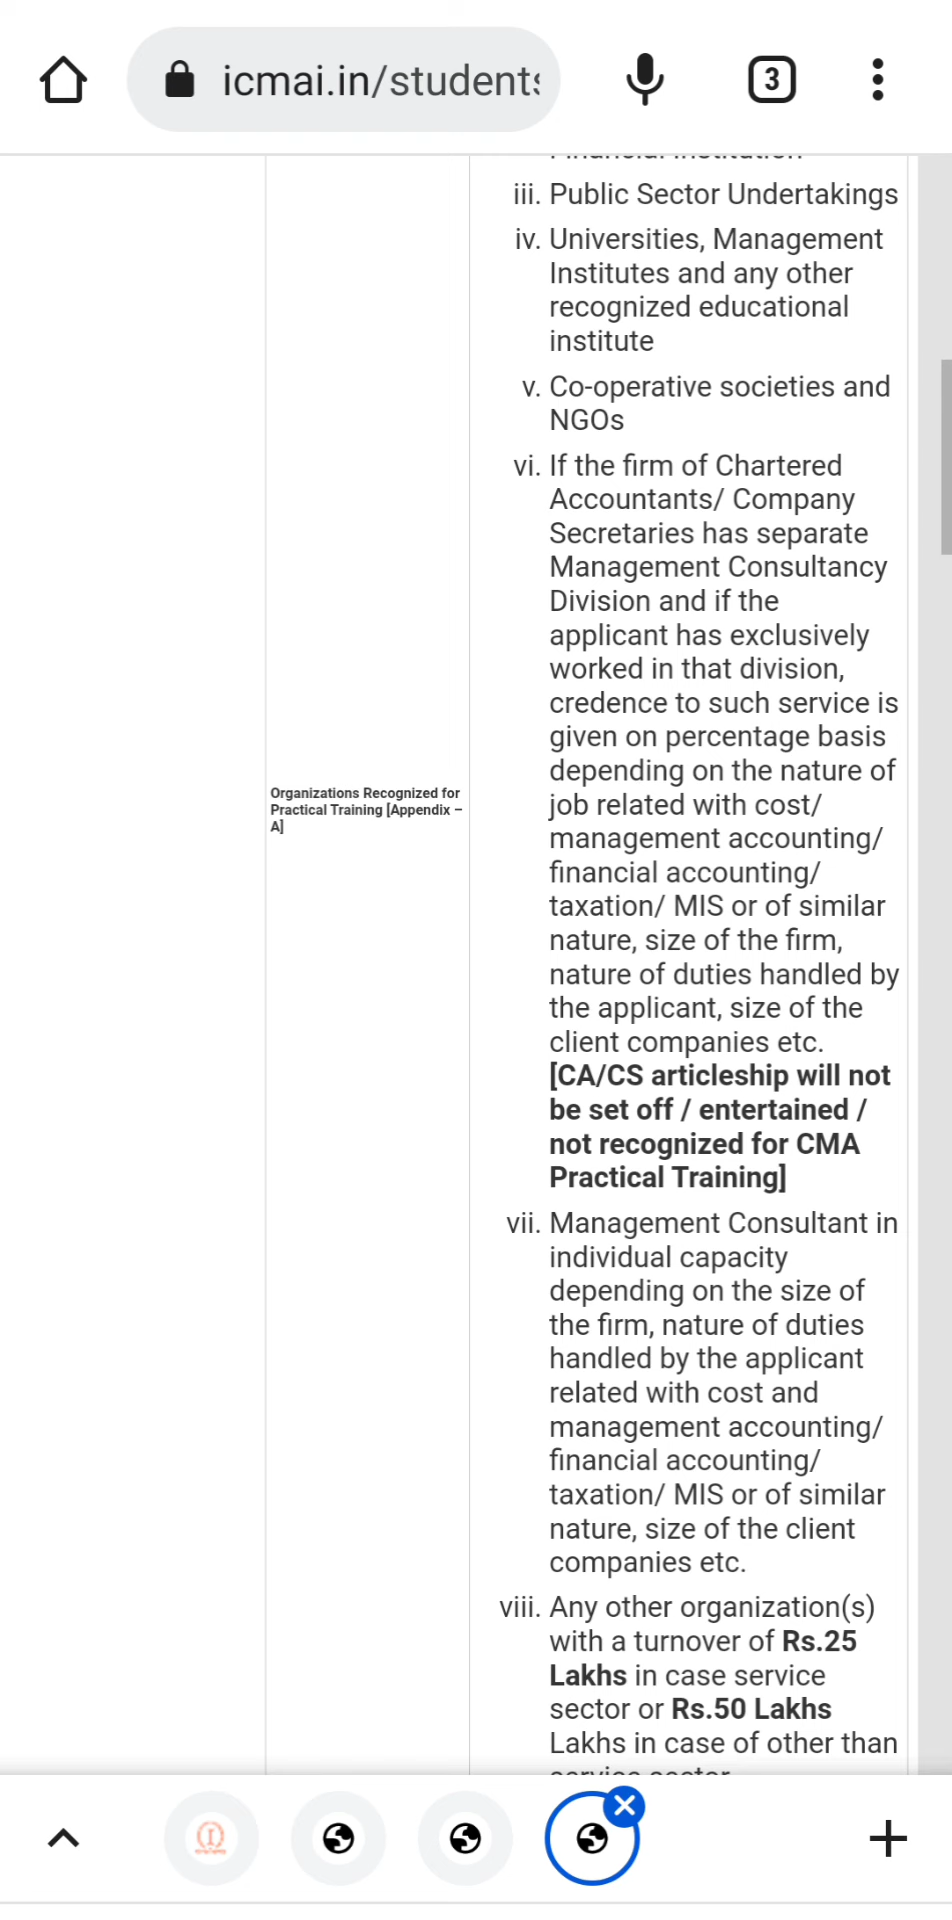 icmai.in/students
3
Financial Institution
iii. Public Sector Undertakings
iv. Universities, Management
Institutes and any other
recognized educational
institute
v. Co-operative societies and
NGOs
vi. If the firm of Chartered
Accountants/ Company
Secretaries has separate
Management Consultancy
Division and if the
applicant has exclusively
worked in that division,
credence to such service is
given on percentage basis
depending on the nature of
job related with cost/
management accounting/
financial accounting/
taxation/ MIS or of similar
nature, size of the firm,
nature of duties handled by
the applicant, size of the
client companies etc.
[CA/CS articleship will not
be set off / entertained /
not recognized for CMA
Practical Training]
Organizations Recognized for
Practical Training [Appendix –
A]
vii. Management Consultant in
individual capacity
depending on the size of
the firm, nature of duties
handled by the applicant
related with cost and
management accounting/
financial accounting/
taxation/ MIS or of similar
nature, size of the client
companies etc.
viii. Any other organization(s)
with a turnover of Rs.25
Lakhs in case service
sector or Rs.50 Lakhs
Lakhs in case of other than
service sector